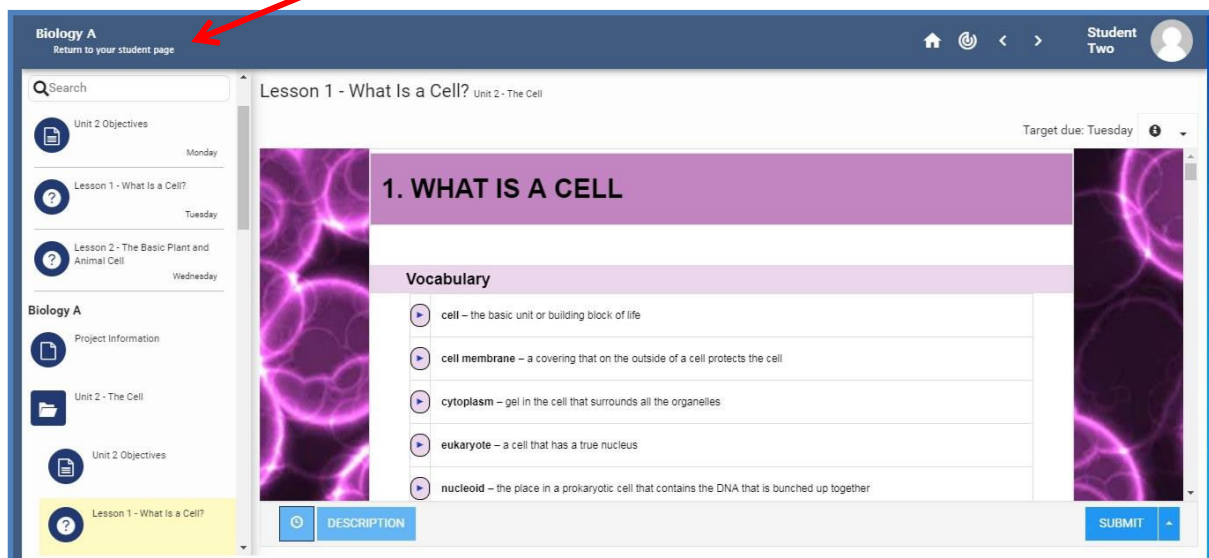 Biology A
Return to your student page
Student
Two
Search
Unit 2 Objectives
Monday
Lesson 1 - What Is a Cell?
Tuesday
Lesson 2 - The Basic Plant and
Animal Cell
Wednesday
Biology A
Project Information
Unit 2 - The Cell
Unit 2 Objectives
Lesson 1 - What Is a Cell?
Lesson 1 - What Is a Cell? Unit 2 - The Cell
Target due: Tuesday
1. WHAT IS A CELL
Vocabulary
cell – the basic unit or building block of life
cell membrane – a covering that on the outside of a cell protects the cell
cytoplasm – gel in the cell that surrounds all the organelles
eukaryote – a cell that has a true nucleus
nucleoid – the place in a prokaryotic cell that contains the DNA that is bunched up together
DESCRIPTION
SUBMIT